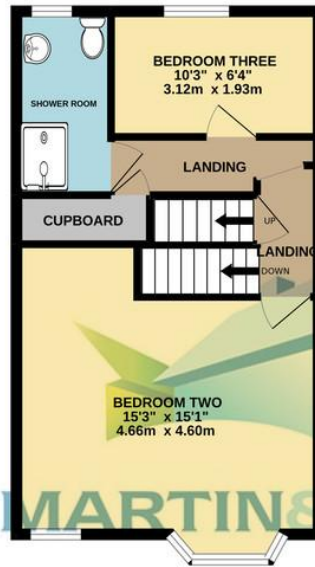 BEDROOM THREE
10'3" x 6'4"
3.12m x 1.93m
SHOWER ROOM
LANDING
CUPBOARD
UP
LANDING
DOWN
BEDROOM TWO
15'3" x 15'1"
4.66m x 4.60m
MARTIN&